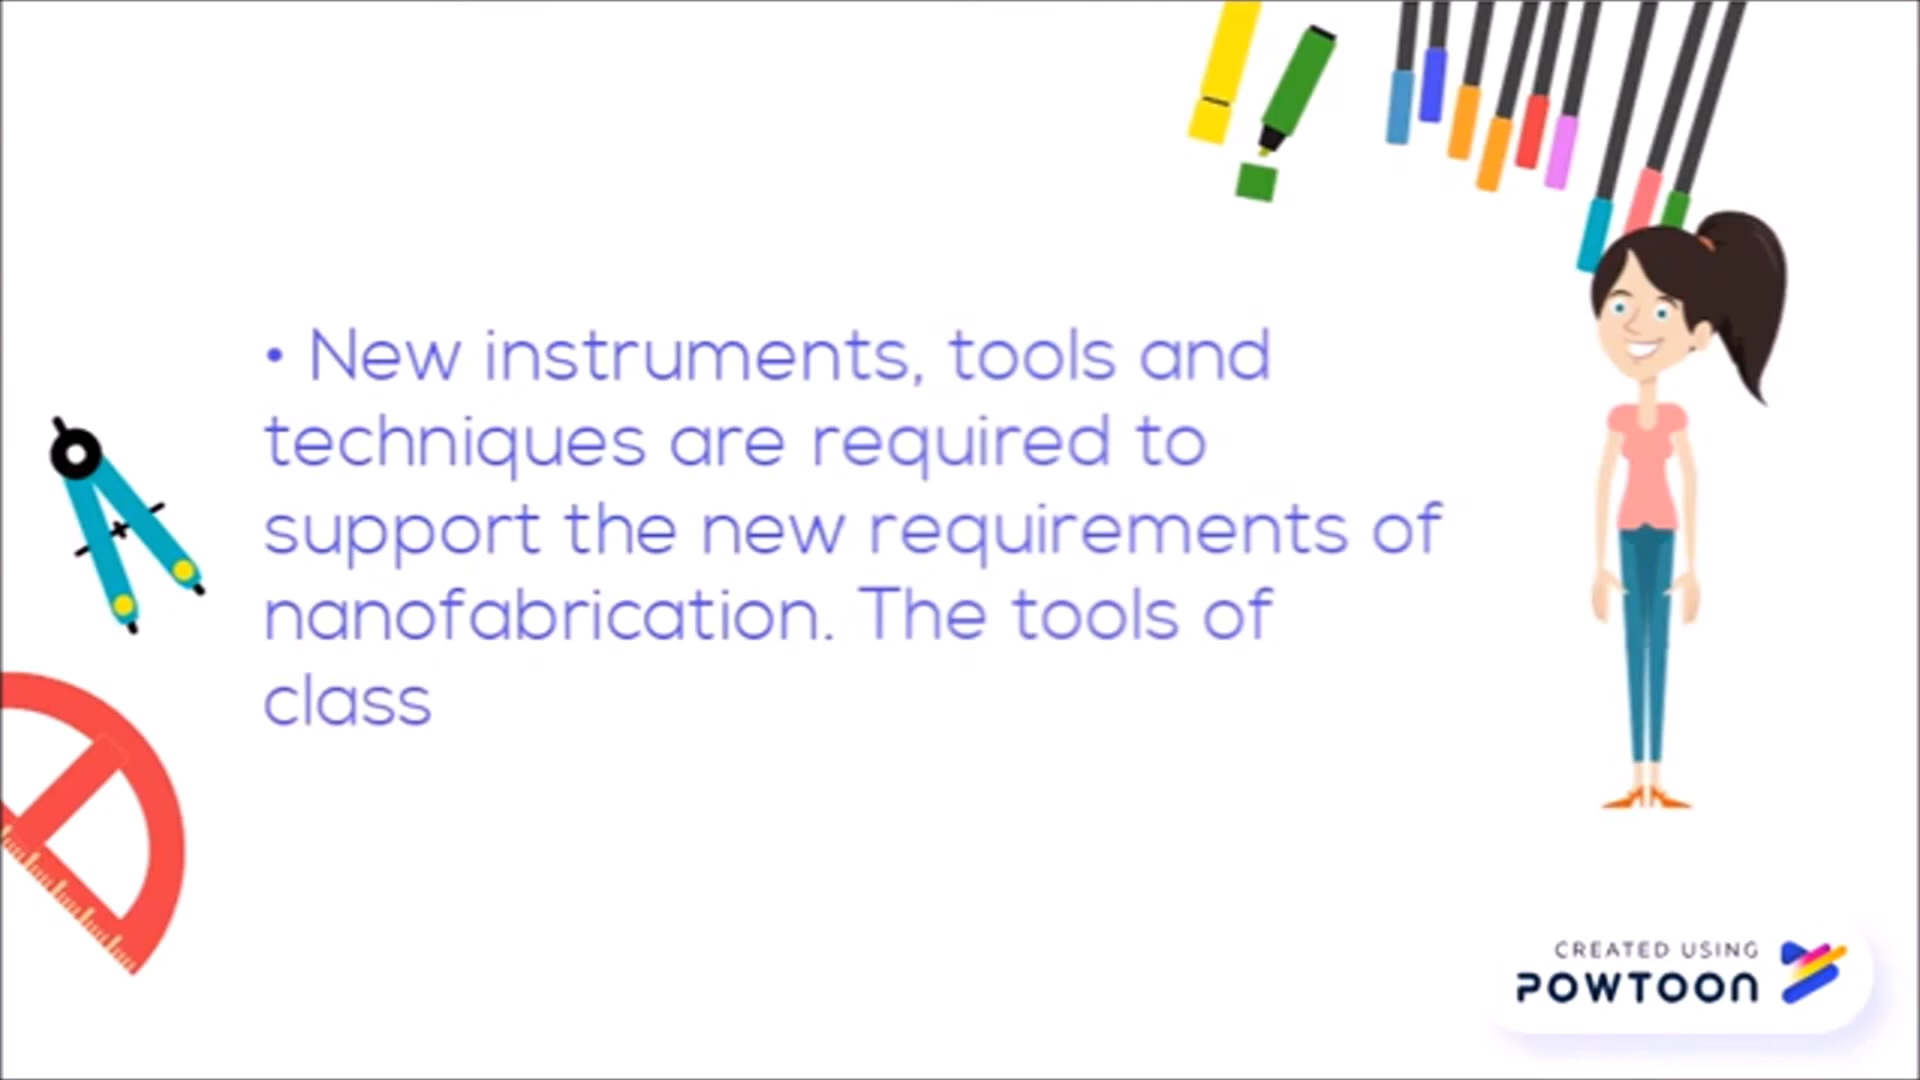 • New instruments, tools and
techniques are required to
support the new requirements of
nanofabrication. The tools of
class
CREATED USING
POWTOON